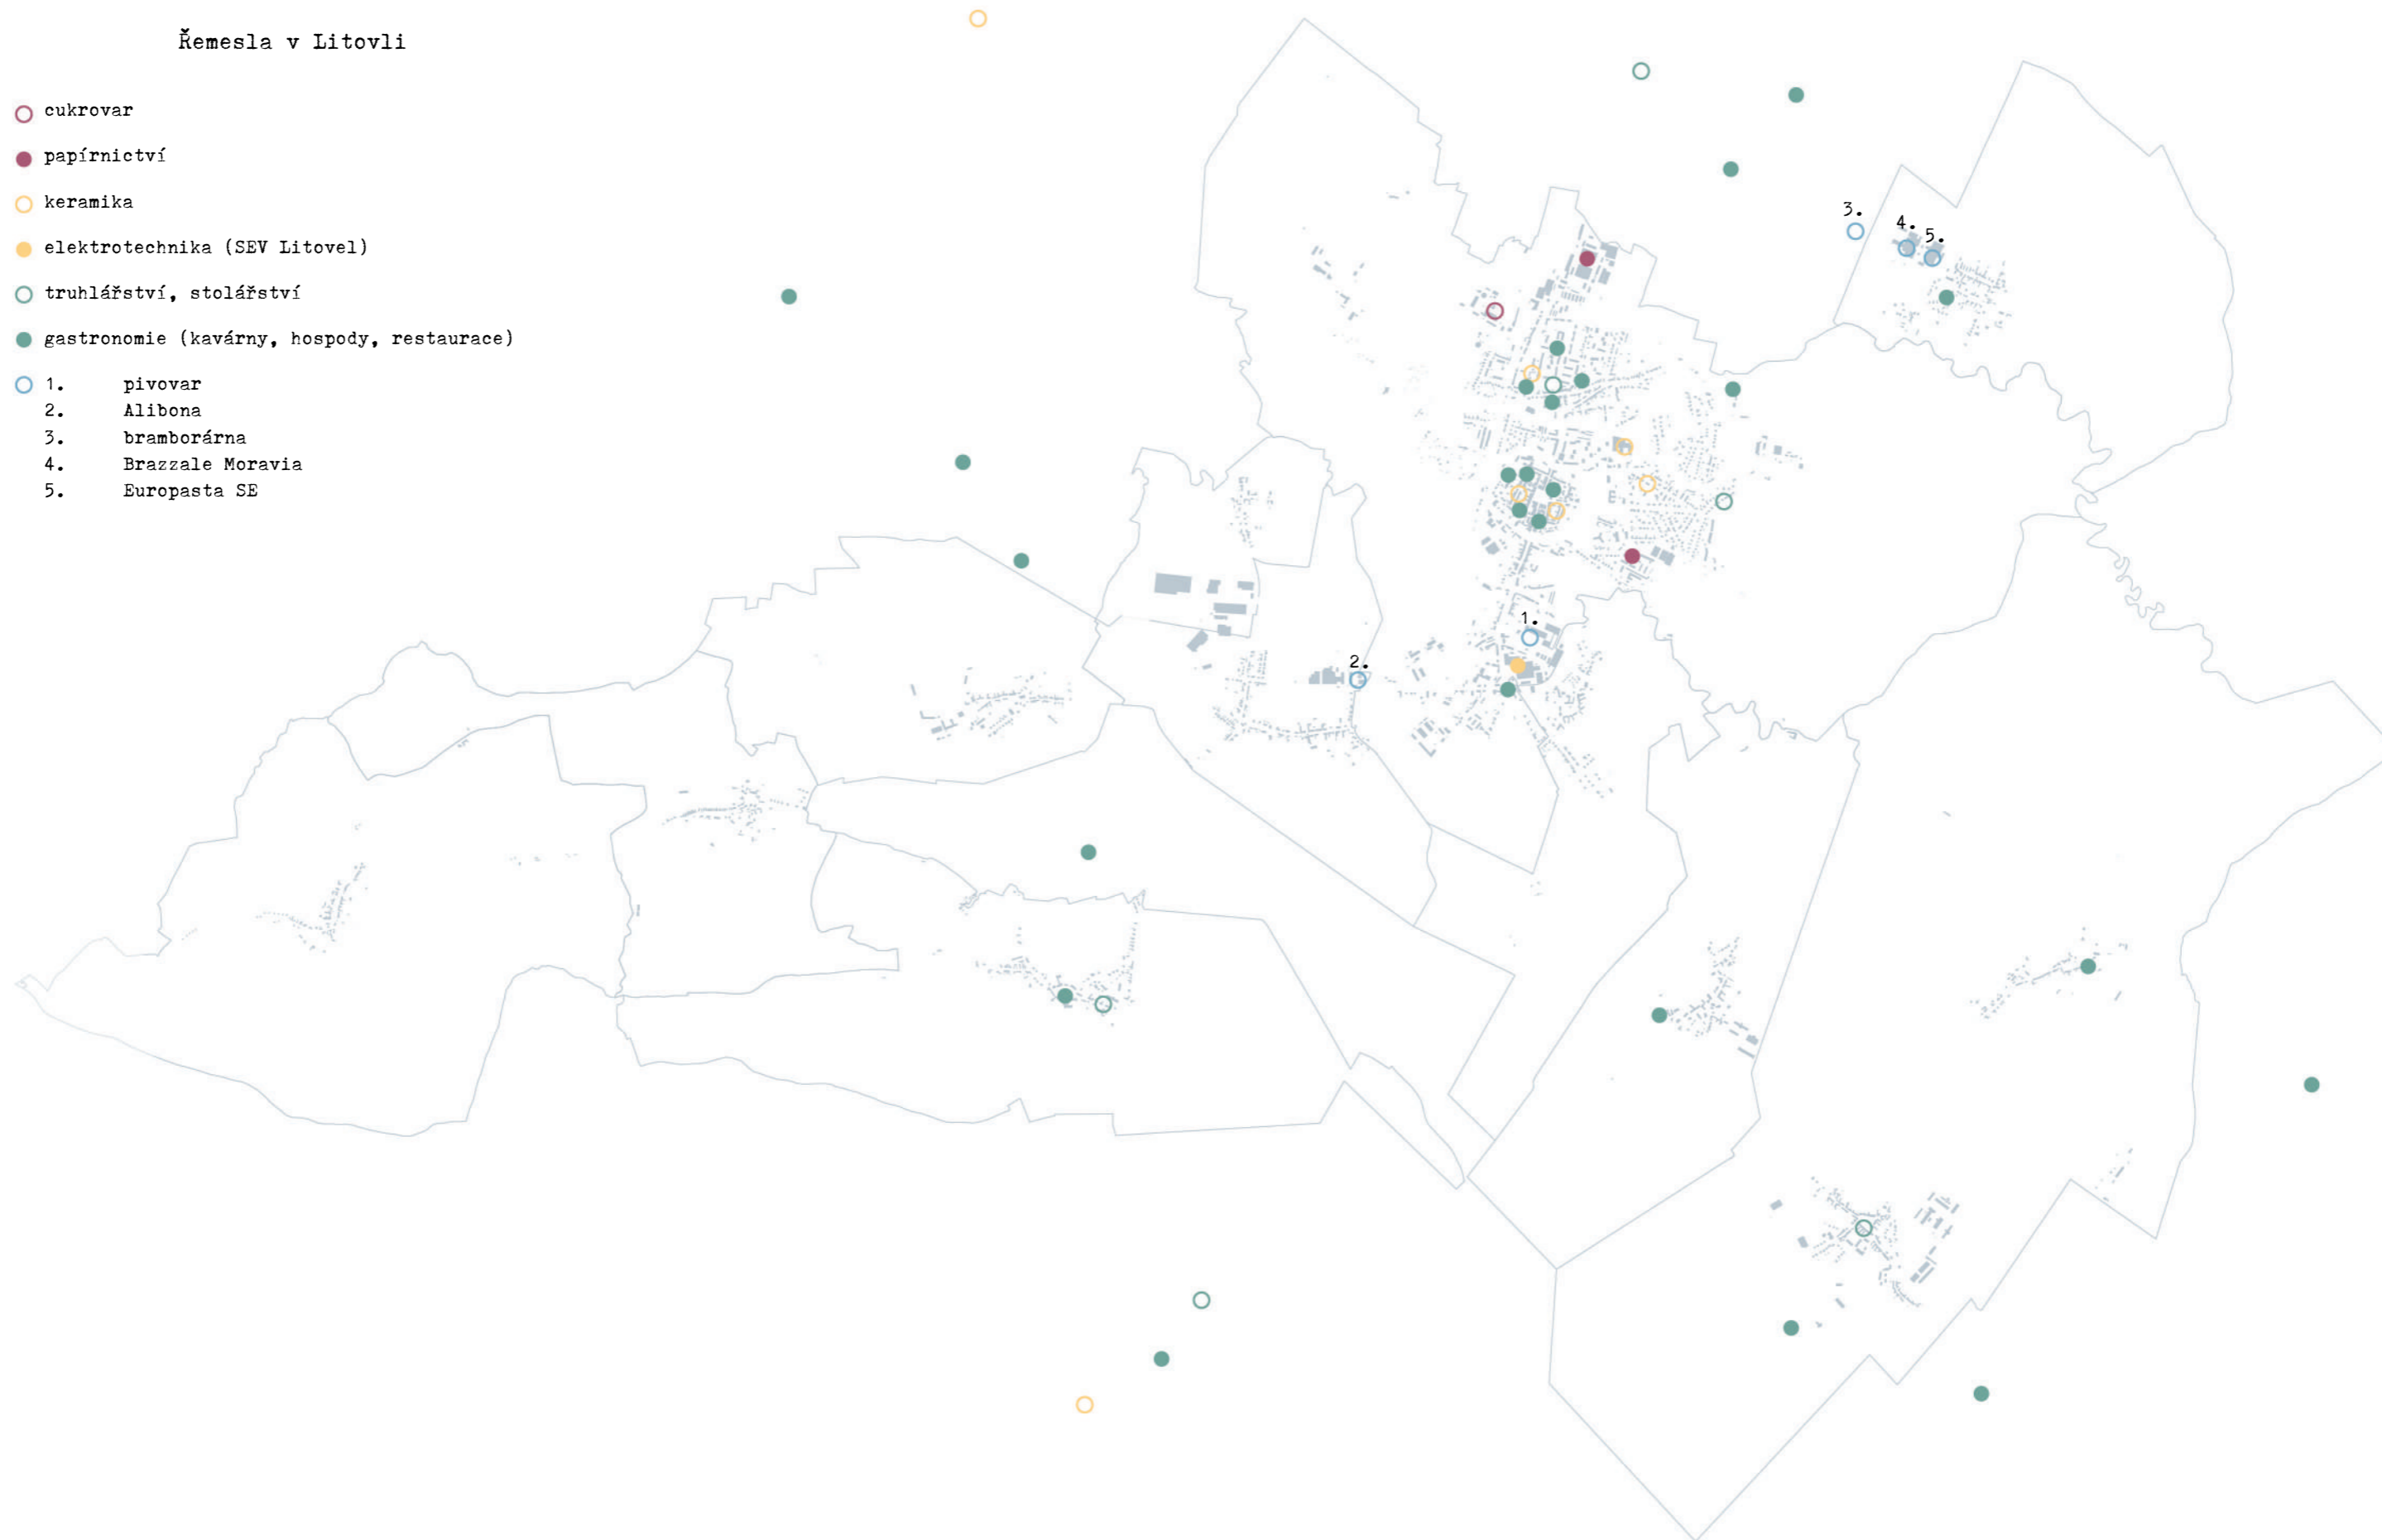 Řemesla v Litovli
cukrovar
papírnictví
keramika
elektrotechnika (SEV Litovel)
truhlářství, stolářství
gastronomie (kavárny, hospody, restaurace)
1. pivovar
2. Alibona
3. bramborárna
4. Brazzale Moravia
5. Europasta SE
3.
4.
5.
1.
2.